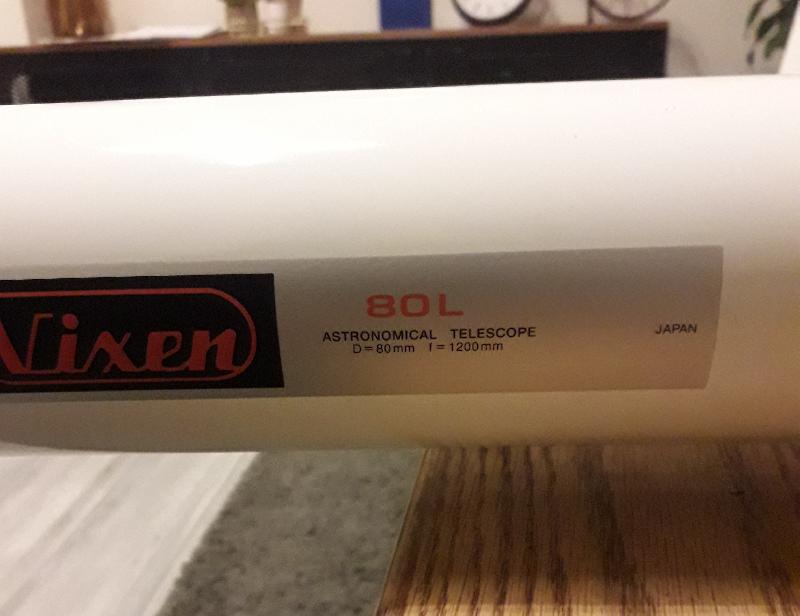 Vixen
80L
ASTRONOMICAL TELESCOPE
D=80mm f=1200mm
JAPAN